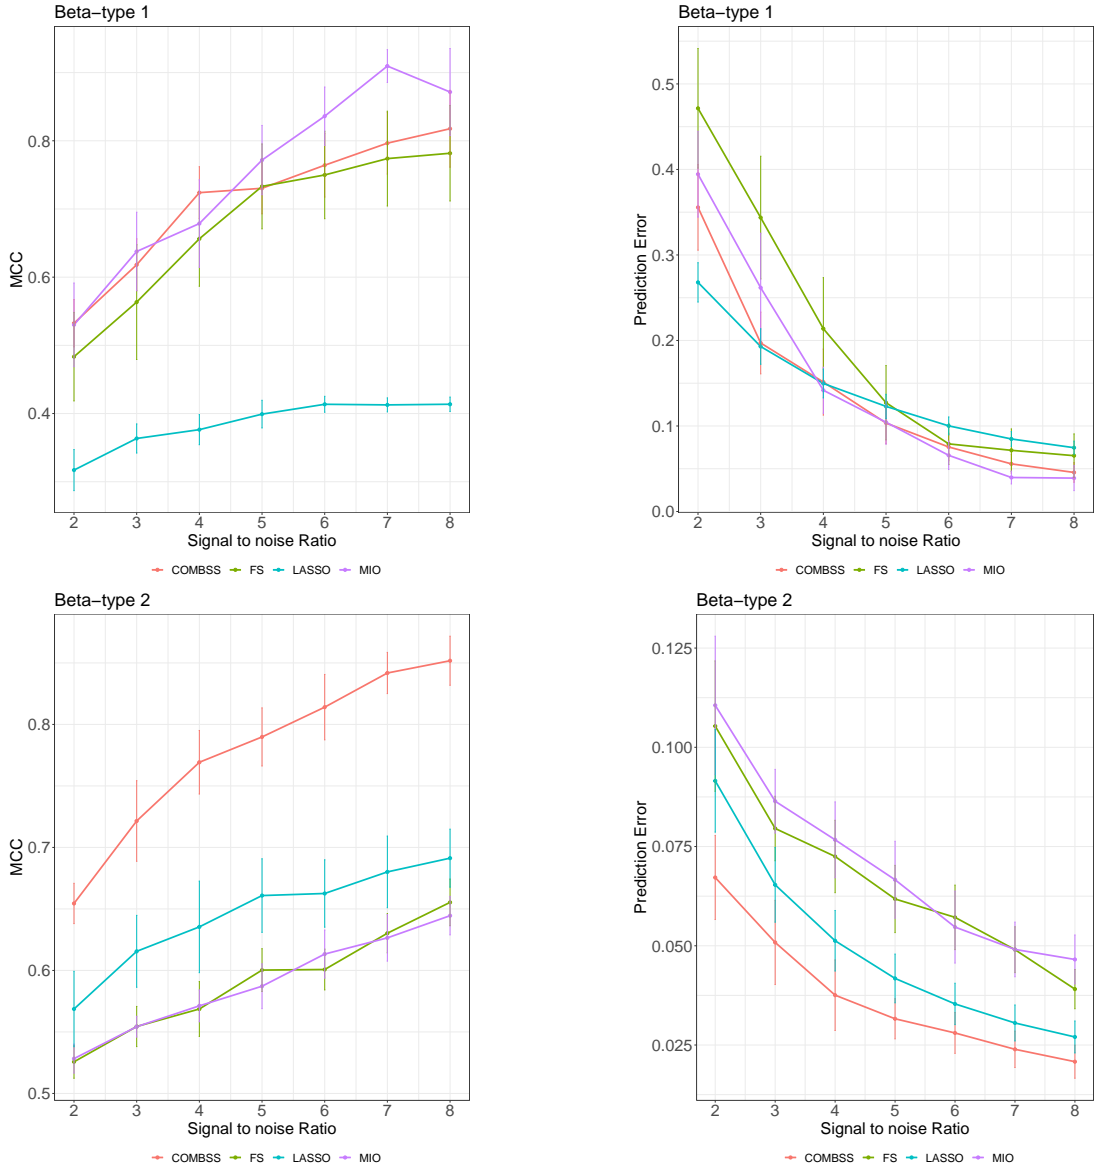 Beta−type 1
MCC
0.8
0.6
0.4
2 3 4 5 6 7 8
Signal to noise Ratio
COMBSS FS LASSO MIO
Beta−type 1
Prediction Error
0.5
0.4
0.3
0.2
0.1
0.0
2 3 4 5 6 7 8
Signal to noise Ratio
COMBSS FS LASSO MIO
Beta−type 2
MCC
0.8
0.7
0.6
0.5
2 3 4 5 6 7 8
Signal to noise Ratio
COMBSS FS LASSO MIO
Beta−type 2
Prediction Error
0.125
0.100
0.075
0.050
0.025
2 3 4 5 6 7 8
Signal to noise Ratio
COMBSS FS LASSO MIO